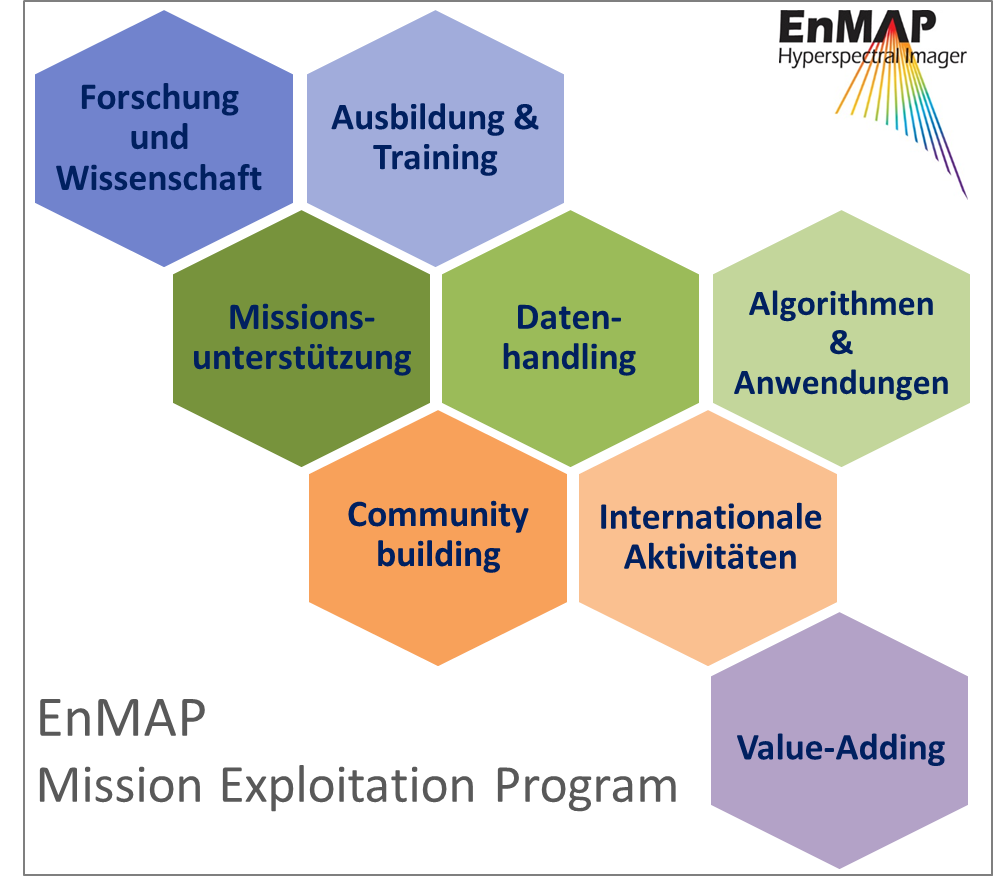 EnMAP
Hyperspectral Imager
Forschung
und
Wissenschaft
Ausbildung &
Training
Missions-
unterstützung
Daten-
handling
Algorithmen
&
Anwendungen
Community
building
Internationale
Aktivitäten
Value-Adding
EnMAP
Mission Exploitation Program